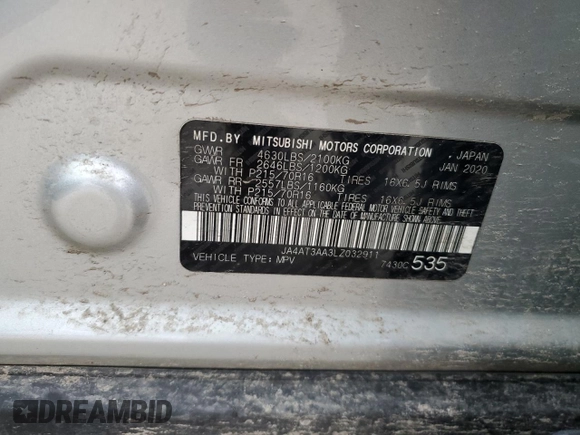 MFD.BY MITSUBISHI MOTORS CORPORATION JAPAN
GVWR 4630LBS/2100KG JAN 2020
GAWR FR 2646LBS/1200KG
WITH P215/70R16 TIRES 16X6.5J RIMS
GAWR RR 2557LBS/1160KG
WITH P215/70R16 TIRES 16X6.5J RIMS
THIS VEHICLE CONFORMS TO ALL APPLICABLE FEDERAL MOTOR VEHICLE SAFETY AND THEFT
PREVENTION STANDARDS IN EFFECT ON THE DATE OF MANUFACTURE SHOWN ABOVE.
JA4AT3AA3LZ032911
VEHICLE TYPE:MPV 7430C 535
DREAMBID